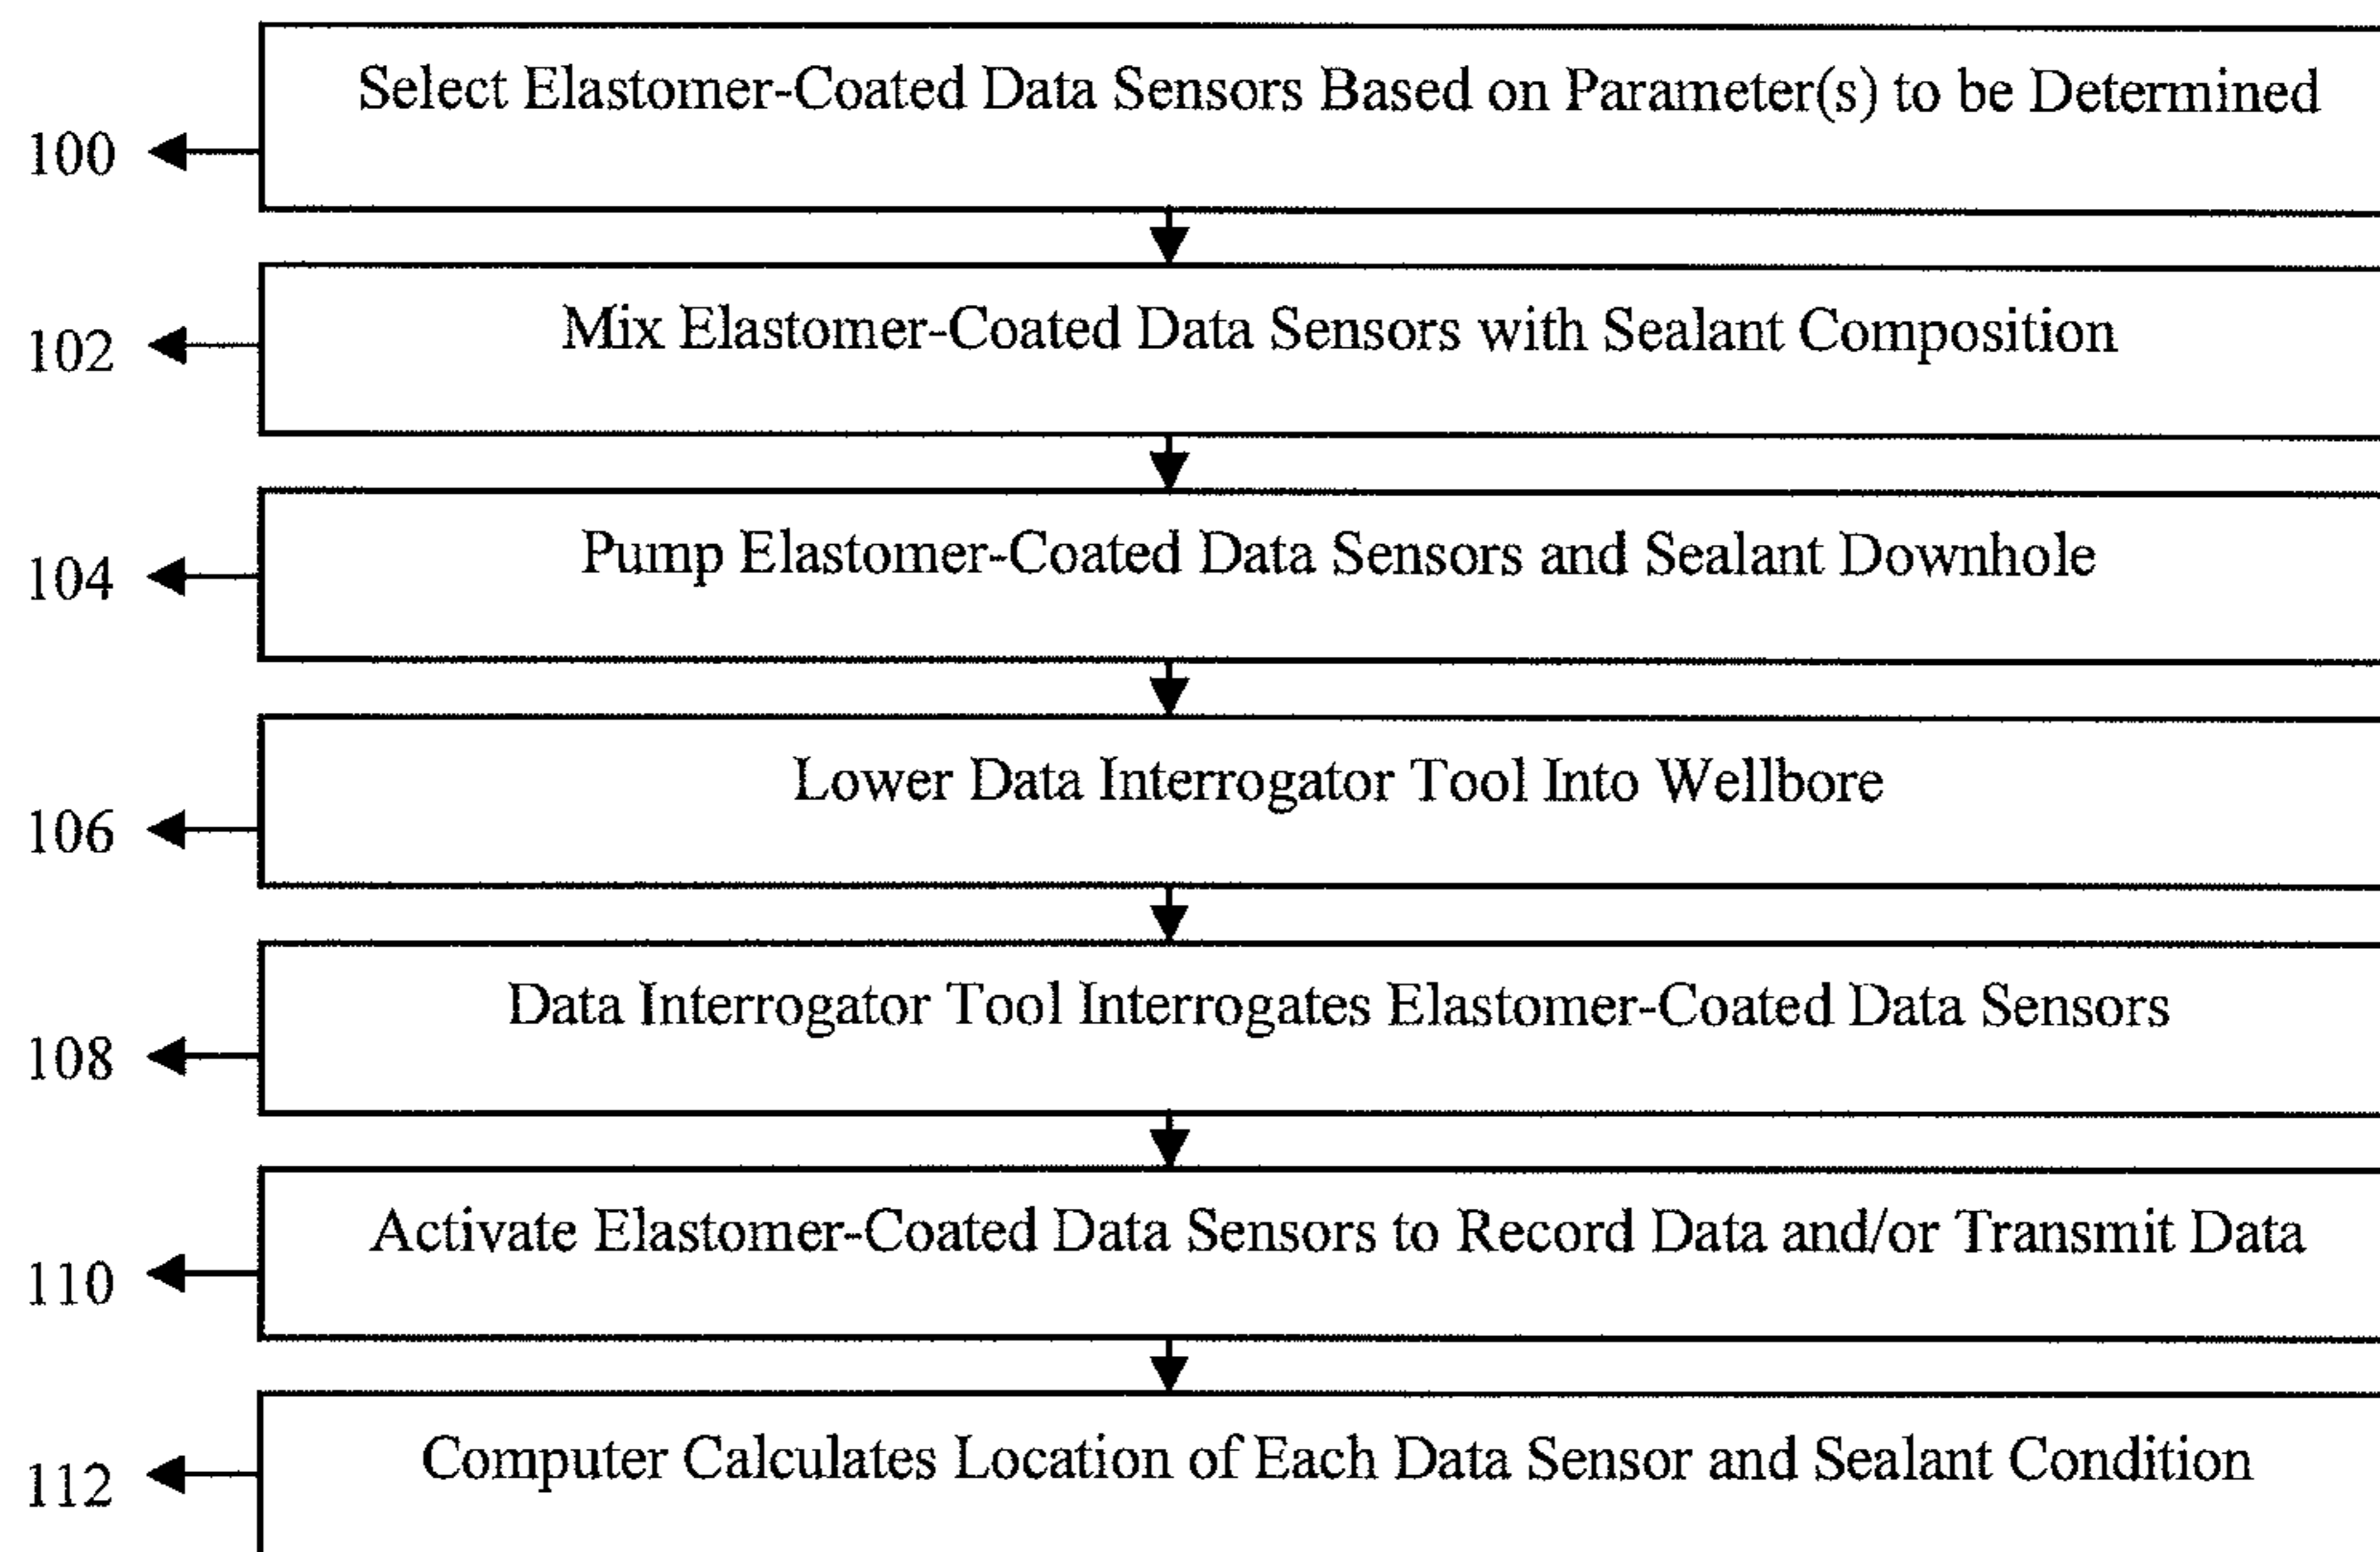 Select Elastomer-Coated Data Sensors Based on Parameter(s) to be Determined
100
Mix Elastomer-Coated Data Sensors with Sealant Composition
102
Pump Elastomer-Coated Data Sensors and Sealant Downhole
104
Lower Data Interrogator Tool Into Wellbore
106
Data Interrogator Tool Interrogates Elastomer-Coated Data Sensors
108
Activate Elastomer-Coated Data Sensors to Record Data and/or Transmit Data
110
Computer Calculates Location of Each Data Sensor and Sealant Condition
112